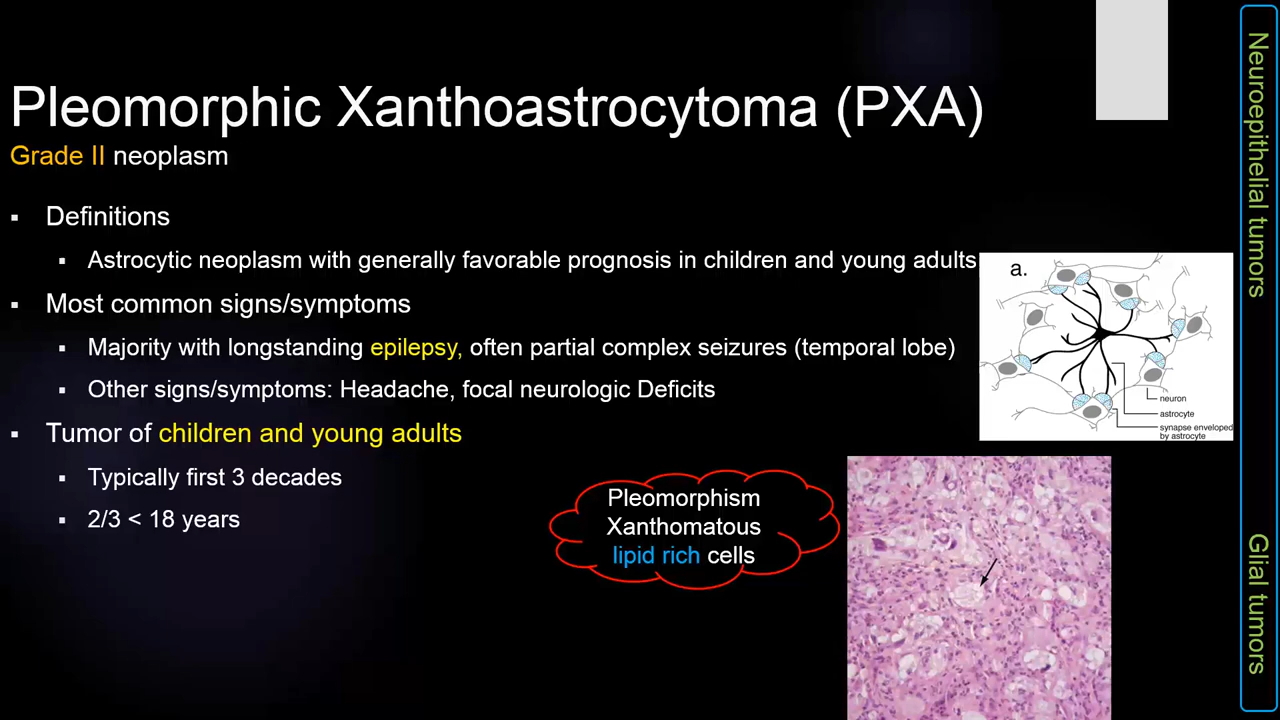 Pleomorphic Xanthoastrocytoma (PXA)
Grade II neoplasm
▪ Definitions
▪ Astrocytic neoplasm with generally favorable prognosis in children and young adults
▪ Most common signs/symptoms
▪ Majority with longstanding epilepsy, often partial complex seizures (temporal lobe)
▪ Other signs/symptoms: Headache, focal neurologic Deficits
▪ Tumor of children and young adults
▪ Typically first 3 decades
▪ 2/3 < 18 years
Pleomorphism
Xanthomatous
lipid rich cells
a.
neuron
astrocyte
synapse enveloped
by astrocyte
Neuroepithelial tumors
Glial tumors